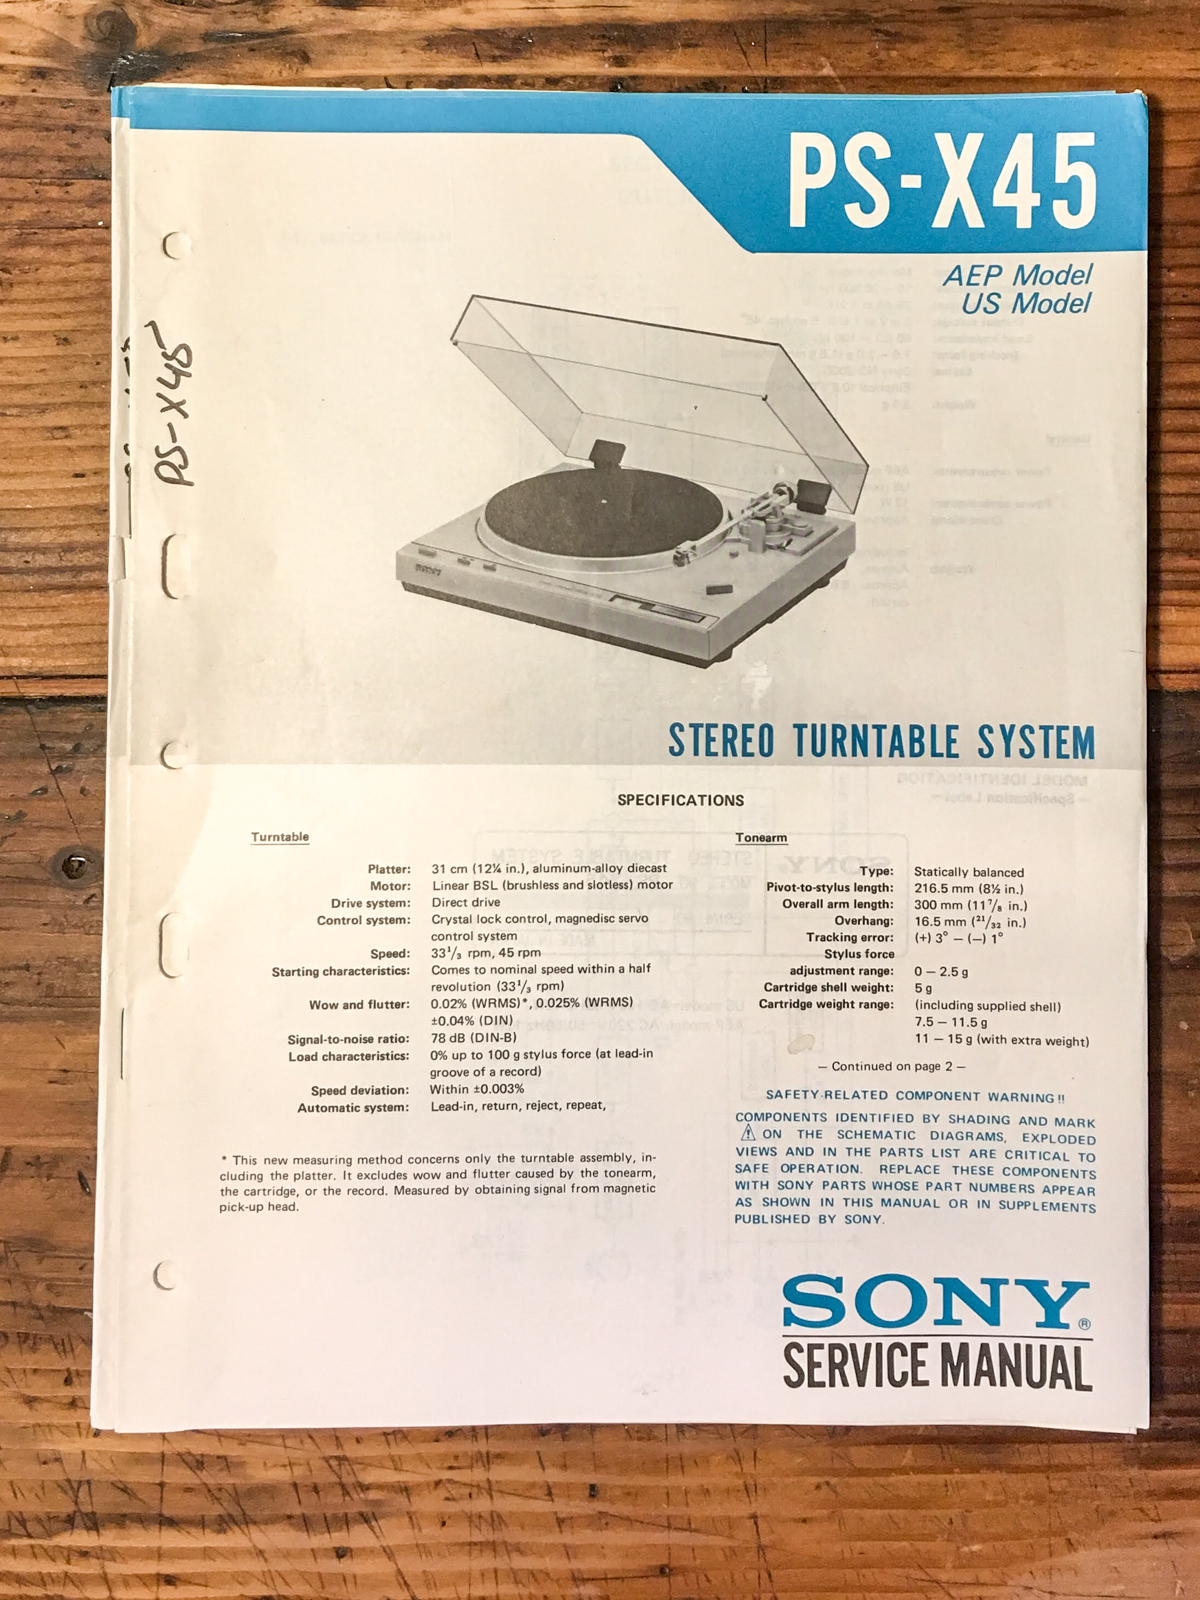 PS-X45
AEP Model
US Model
PS-X45
SONY
STEREO TURNTABLE SYSTEM
SPECIFICATIONS
Turntable
Platter: 31 cm (12¼ in.), aluminum-alloy diecast
Motor: Linear BSL (brushless and slotless) motor
Drive system: Direct drive
Control system: Crystal lock control, magnedisc servo
control system
Speed: 33 1/3 rpm, 45 rpm
Starting characteristics: Comes to nominal speed within a half
revolution (33 1/3 rpm)
Wow and flutter: 0.02% (WRMS)*, 0.025% (WRMS)
±0.04% (DIN)
Signal-to-noise ratio: 78 dB (DIN-B)
Load characteristics: 0% up to 100 g stylus force (at lead-in
groove of a record)
Speed deviation: Within ±0.003%
Automatic system: Lead-in, return, reject, repeat,
* This new measuring method concerns only the turntable assembly, in-
cluding the platter. It excludes wow and flutter caused by the tonearm,
the cartridge, or the record. Measured by obtaining signal from magnetic
pick-up head.
Tonearm
Type: Statically balanced
Pivot-to-stylus length: 216.5 mm (8½ in.)
Overall arm length: 300 mm (11 7/8 in.)
Overhang: 16.5 mm (21/32 in.)
Tracking error: (+) 3° – (–) 1°
Stylus force
adjustment range: 0 – 2.5 g
Cartridge shell weight: 5 g
Cartridge weight range: (including supplied shell)
7.5 – 11.5 g
11 – 15 g (with extra weight)
– Continued on page 2 –
SAFETY-RELATED COMPONENT WARNING!!
COMPONENTS IDENTIFIED BY SHADING AND MARK
⚠ ON THE SCHEMATIC DIAGRAMS, EXPLODED
VIEWS AND IN THE PARTS LIST ARE CRITICAL TO
SAFE OPERATION. REPLACE THESE COMPONENTS
WITH SONY PARTS WHOSE PART NUMBERS APPEAR
AS SHOWN IN THIS MANUAL OR IN SUPPLEMENTS
PUBLISHED BY SONY.
SONY®
SERVICE MANUAL